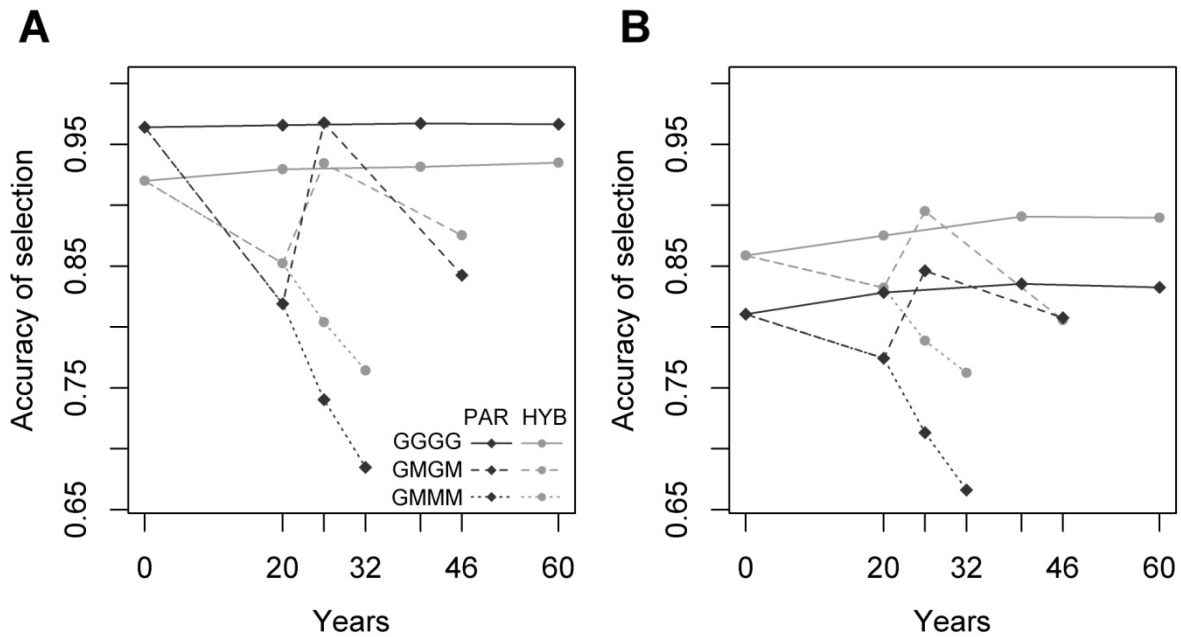 A
Accuracy of selection
0.95
0.85
0.75
0.65
PAR HYB
GGGG
GMGM
GMMM
0 20 32 46 60
Years
B
Accuracy of selection
0.95
0.85
0.75
0.65
0 20 32 46 60
Years